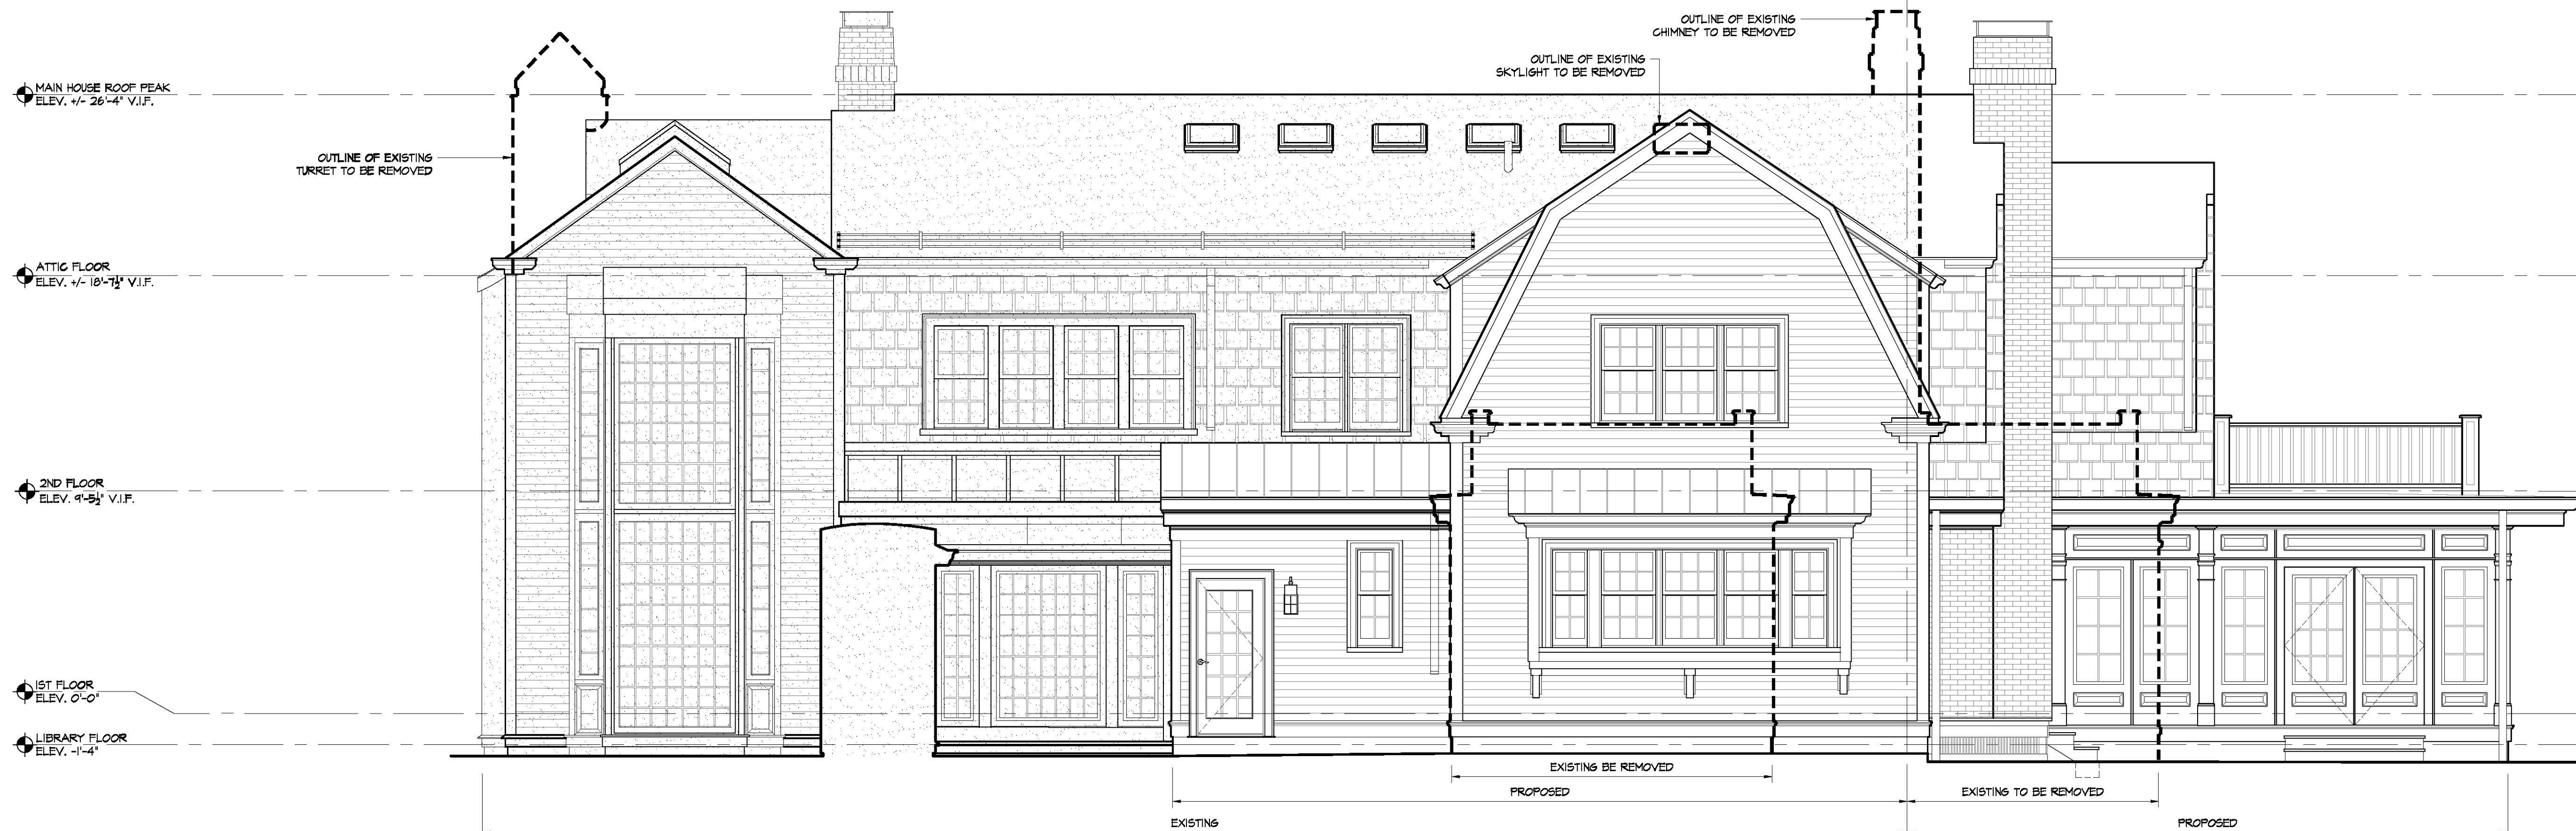 OUTLINE OF EXISTING
CHIMNEY TO BE REMOVED
OUTLINE OF EXISTING
SKYLIGHT TO BE REMOVED
MAIN HOUSE ROOF PEAK
ELEV. +/- 26'-4" V.I.F.
OUTLINE OF EXISTING
TURRET TO BE REMOVED
ATTIC FLOOR
ELEV. +/- 18'-7½" V.I.F.
2ND FLOOR
ELEV. 9'-5½" V.I.F.
1ST FLOOR
ELEV. 0'-0"
LIBRARY FLOOR
ELEV. -1'-4"
EXISTING BE REMOVED
PROPOSED
EXISTING TO BE REMOVED
EXISTING
PROPOSED